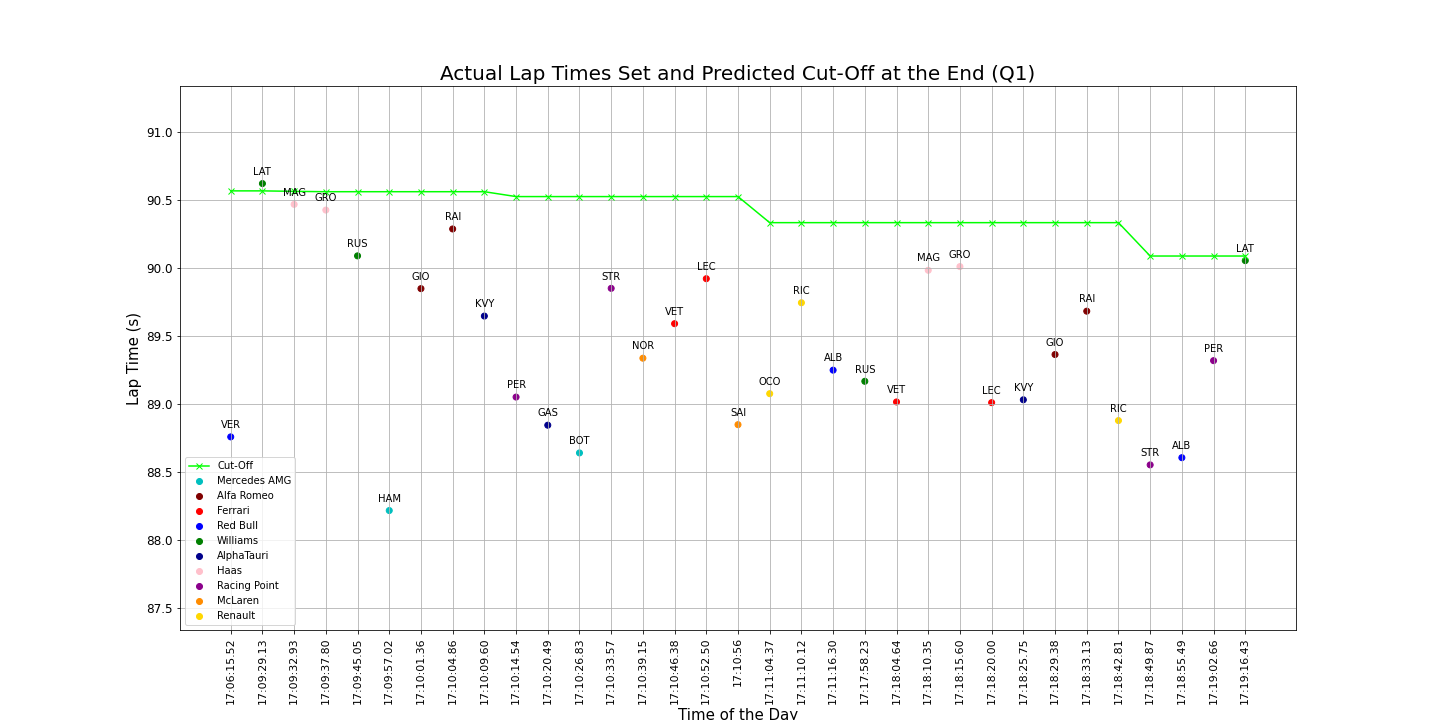 Actual Lap Times Set and Predicted Cut-Off at the End (Q1)
Lap Time (s)
91.0
90.5
90.0
89.5
89.0
88.5
88.0
87.5
VER
LAT
MAG
GRO
RUS
HAM
GIO
RAI
KVY
PER
GAS
BOT
STR
NOR
VET
LEC
SAI
OCO
RIC
ALB
RUS
VET
MAG
GRO
LEC
KVY
GIO
RAI
RIC
STR
ALB
PER
LAT
Cut-Off
Mercedes AMG
Alfa Romeo
Ferrari
Red Bull
Williams
AlphaTauri
Haas
Racing Point
McLaren
Renault
17:06:15.52
17:09:29.13
17:09:32.93
17:09:37.80
17:09:45.05
17:09:57.02
17:10:01.36
17:10:04.86
17:10:09.60
17:10:14.54
17:10:20.49
17:10:26.83
17:10:33.57
17:10:39.15
17:10:46.38
17:10:52.50
17:10:56
17:11:04.37
17:11:10.12
17:11:16.30
17:17:58.23
17:18:04.64
17:18:10.35
17:18:15.60
17:18:20.00
17:18:25.75
17:18:29.38
17:18:33.13
17:18:42.81
17:18:49.87
17:18:55.49
17:19:02.66
17:19:16.43
Time of the Day